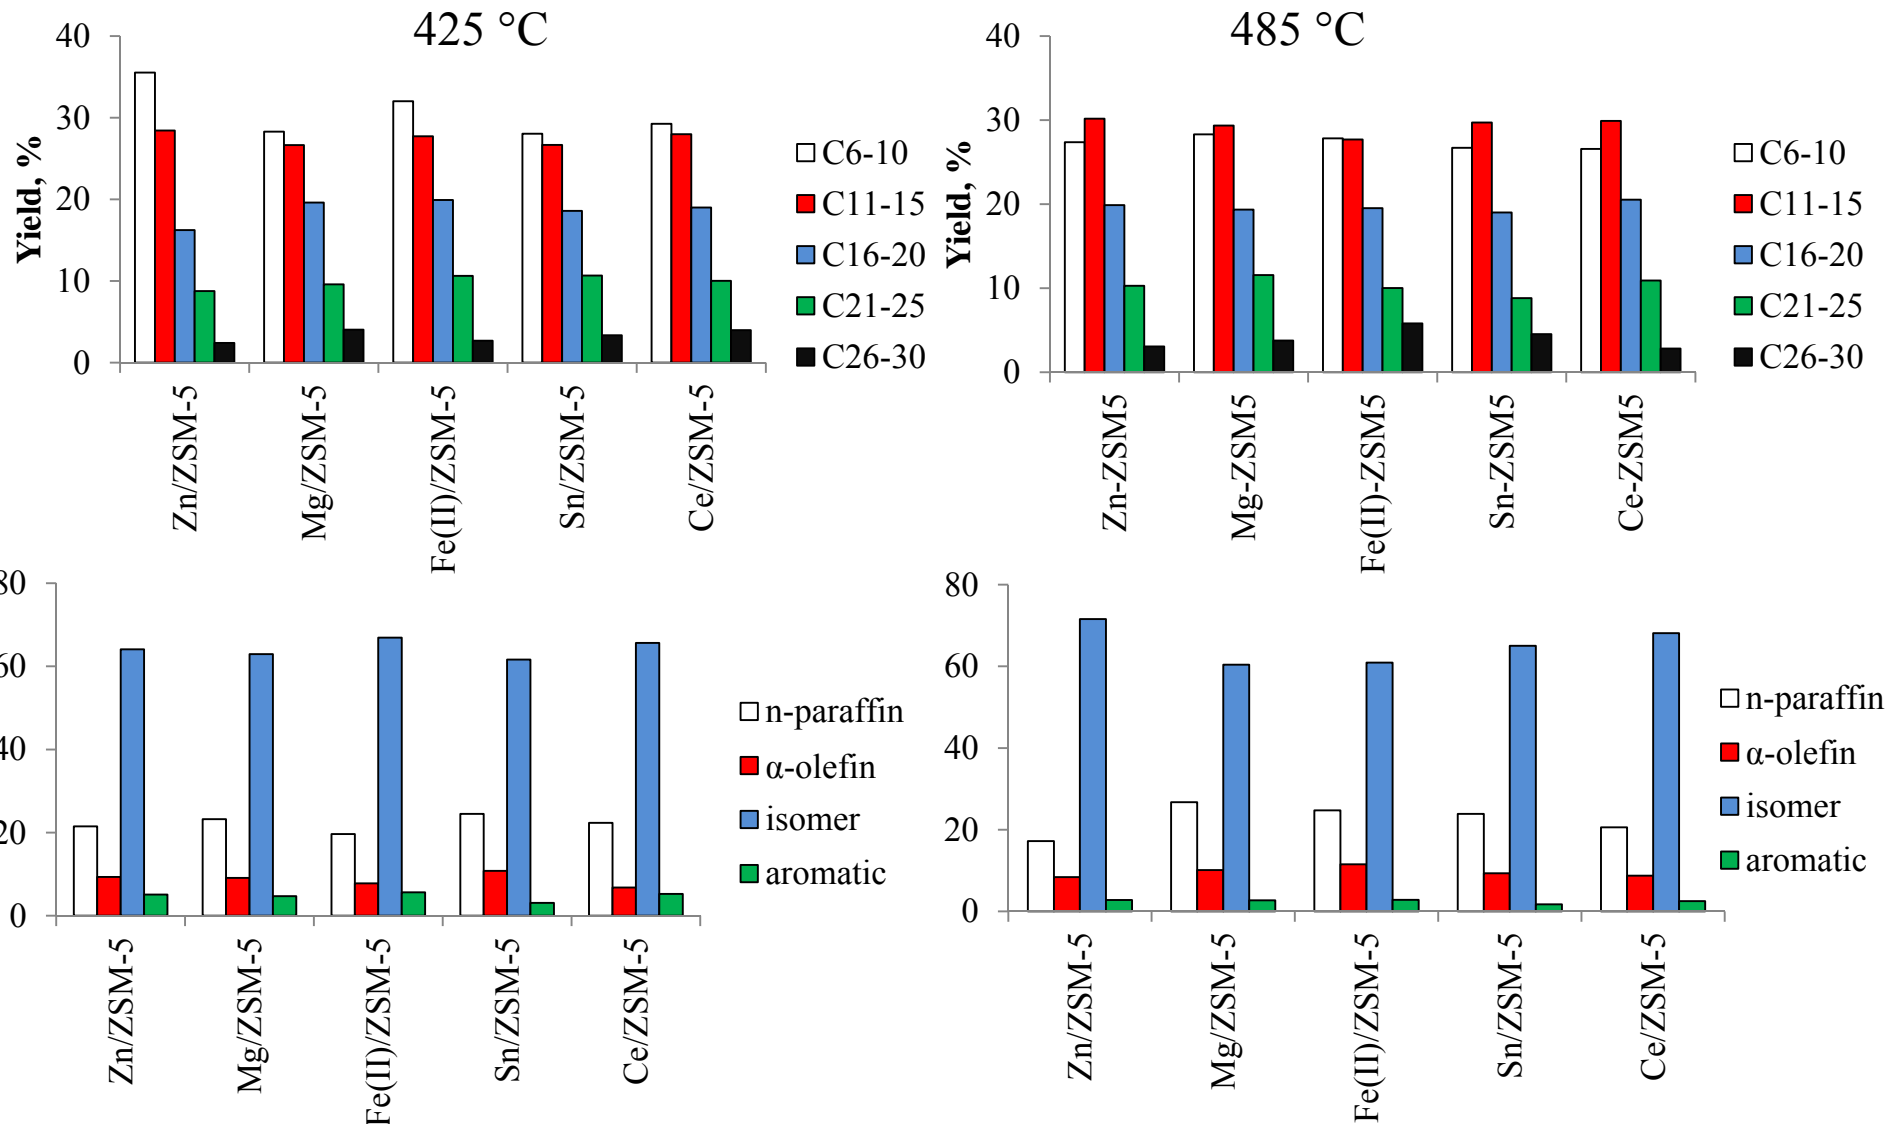 425 °C
40
30
20
10
0
Yield, %
C6-10
C11-15
C16-20
C21-25
C26-30
Zn/ZSM-5
Mg/ZSM-5
Fe(II)/ZSM-5
Sn/ZSM-5
Ce/ZSM-5
485 °C
40
30
20
10
0
Yield, %
C6-10
C11-15
C16-20
C21-25
C26-30
Zn-ZSM5
Mg-ZSM5
Fe(II)-ZSM5
Sn-ZSM5
Ce-ZSM5
80
60
40
20
0
n-paraffin
α-olefin
isomer
aromatic
Zn/ZSM-5
Mg/ZSM-5
Fe(II)/ZSM-5
Sn/ZSM-5
Ce/ZSM-5
80
60
40
20
0
n-paraffin
α-olefin
isomer
aromatic
Zn/ZSM-5
Mg/ZSM-5
Fe(II)/ZSM-5
Sn/ZSM-5
Ce/ZSM-5